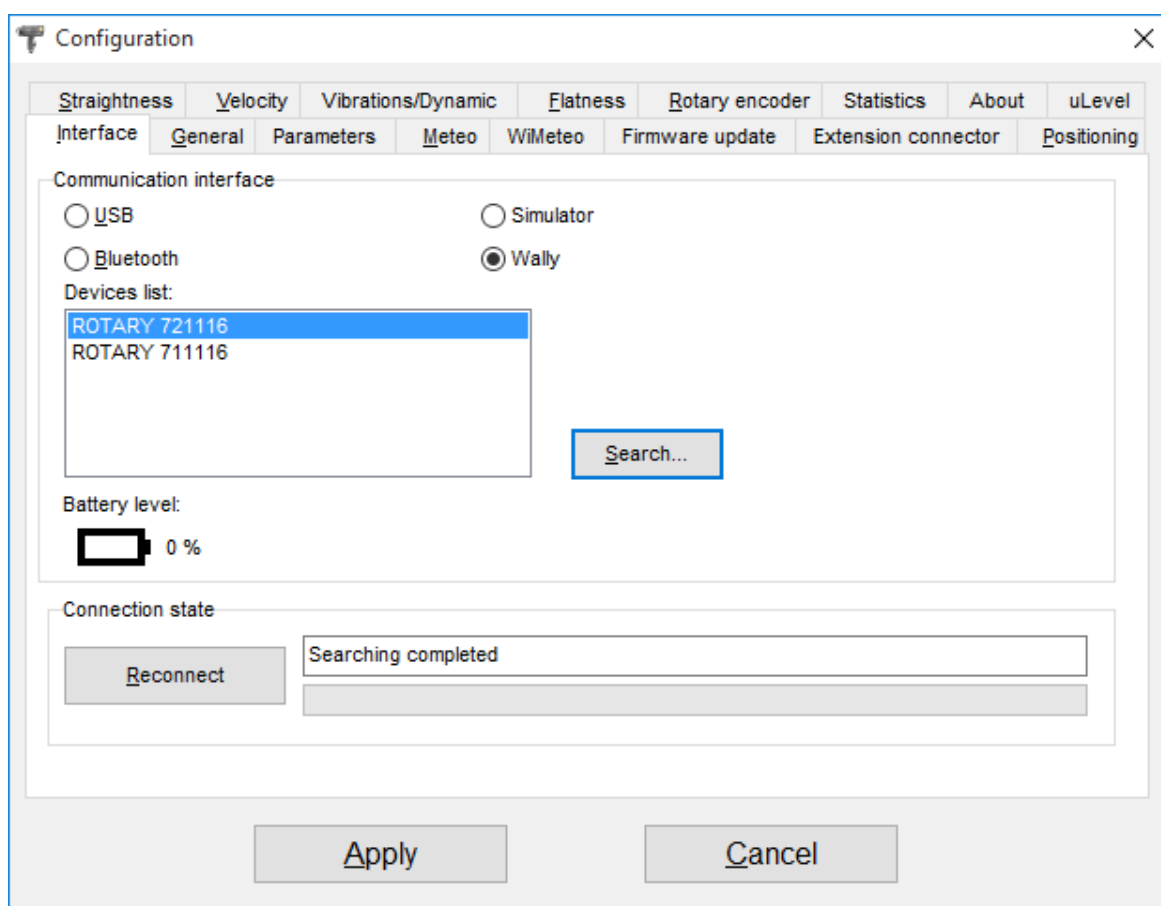 Configuration
Straightness Velocity Vibrations/Dynamic Flatness Rotary encoder Statistics About uLevel
Interface General Parameters Meteo WiMeteo Firmware update Extension connector Positioning
Communication interface
USB Simulator
Bluetooth Wally
Devices list:
ROTARY 721116
ROTARY 711116
Search...
Battery level:
0 %
Connection state
Searching completed
Reconnect
Apply Cancel